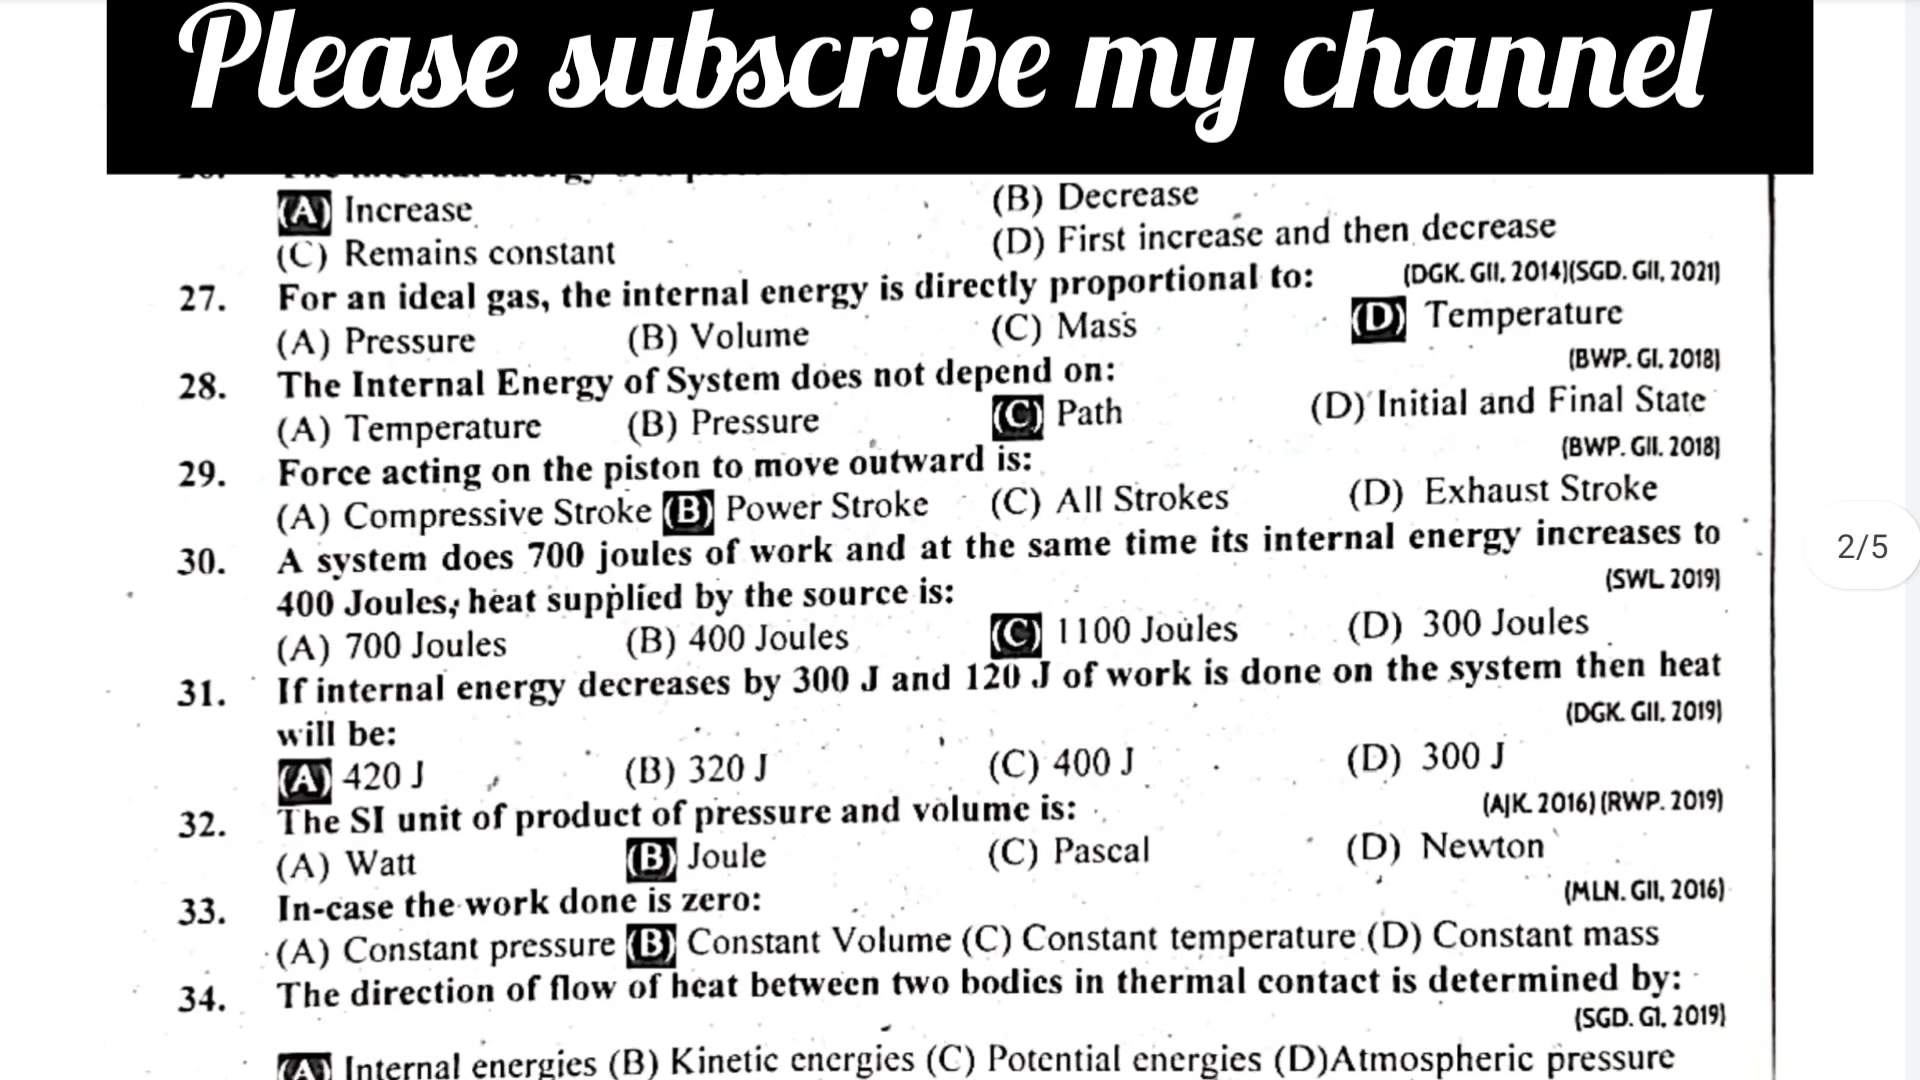 Please subscribe my channel
(A) Increase (B) Decrease
(C) Remains constant (D) First increase and then decrease
27. For an ideal gas, the internal energy is directly proportional to: (DGK. GII. 2014)(SGD. GII, 2021)
(A) Pressure (B) Volume (C) Mass (D) Temperature
(BWP. GI. 2018)
28. The Internal Energy of System does not depend on:
(A) Temperature (B) Pressure (C) Path (D) Initial and Final State
(BWP. GII. 2018)
29. Force acting on the piston to move outward is:
(A) Compressive Stroke (B) Power Stroke (C) All Strokes (D) Exhaust Stroke
30. A system does 700 joules of work and at the same time its internal energy increases to
400 Joules, heat supplied by the source is: (SWL 2019)
(A) 700 Joules (B) 400 Joules (C) 1100 Joules (D) 300 Joules
31. If internal energy decreases by 300 J and 120 J of work is done on the system then heat
will be: (DGK. GII. 2019)
(A) 420 J (B) 320 J (C) 400 J (D) 300 J
32. The SI unit of product of pressure and volume is: (AJK. 2016) (RWP. 2019)
(A) Watt (B) Joule (C) Pascal (D) Newton
33. In-case the work done is zero: (MLN. GII, 2016)
(A) Constant pressure (B) Constant Volume (C) Constant temperature (D) Constant mass
34. The direction of flow of heat between two bodies in thermal contact is determined by:
(SGD. GI, 2019)
(A) Internal energies (B) Kinetic energies (C) Potential energies (D)Atmospheric pressure
2/5